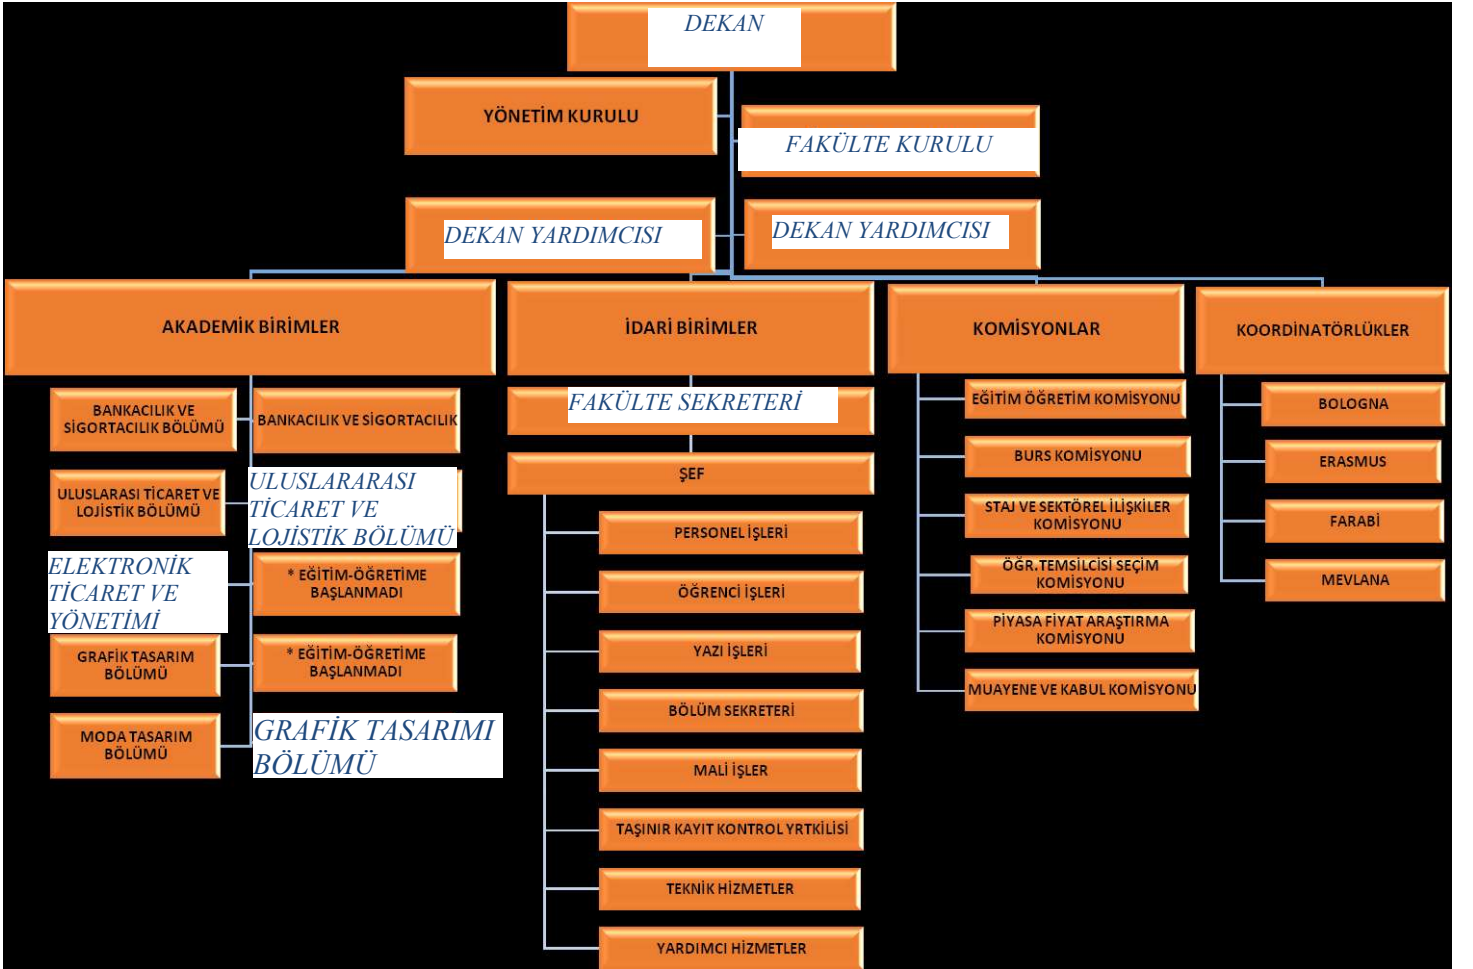 DEKAN
YÖNETİM KURULU
FAKÜLTE KURULU
DEKAN YARDIMCISI
DEKAN YARDIMCISI
AKADEMİK BİRİMLER
BANKACILIK VE
SİGORTACILIK BÖLÜMÜ
BANKACILIK VE SİGORTACILIK
ULUSLARASI TİCARET VE
LOJİSTİK BÖLÜMÜ
ULUSLARARASI
TİCARET VE
LOJİSTİK BÖLÜMÜ
ELEKTRONİK
TİCARET VE
YÖNETİMİ
* EĞİTİM-ÖĞRETİME
BAŞLANMADI
GRAFİK TASARIM
BÖLÜMÜ
* EĞİTİM-ÖĞRETİME
BAŞLANMADI
MODA TASARIM
BÖLÜMÜ
GRAFİK TASARIMI
BÖLÜMÜ
İDARİ BİRİMLER
FAKÜLTE SEKRETERİ
ŞEF
PERSONEL İŞLERİ
ÖĞRENCİ İŞLERİ
YAZI İŞLERİ
BÖLÜM SEKRETERİ
MALİ İŞLER
TAŞINIR KAYIT KONTROL YRTKİLİSİ
TEKNİK HİZMETLER
YARDIMCI HİZMETLER
KOMİSYONLAR
EĞİTİM ÖĞRETİM KOMİSYONU
BURS KOMİSYONU
STAJ VE SEKTÖREL İLİŞKİLER
KOMİSYONU
ÖĞR.TEMSİLCİSİ SEÇİM
KOMİSYONU
PİYASA FİYAT ARAŞTIRMA
KOMİSYONU
MUAYENE VE KABUL KOMİSYONU
KOORDİNATÖRLÜKLER
BOLOGNA
ERASMUS
FARABİ
MEVLANA